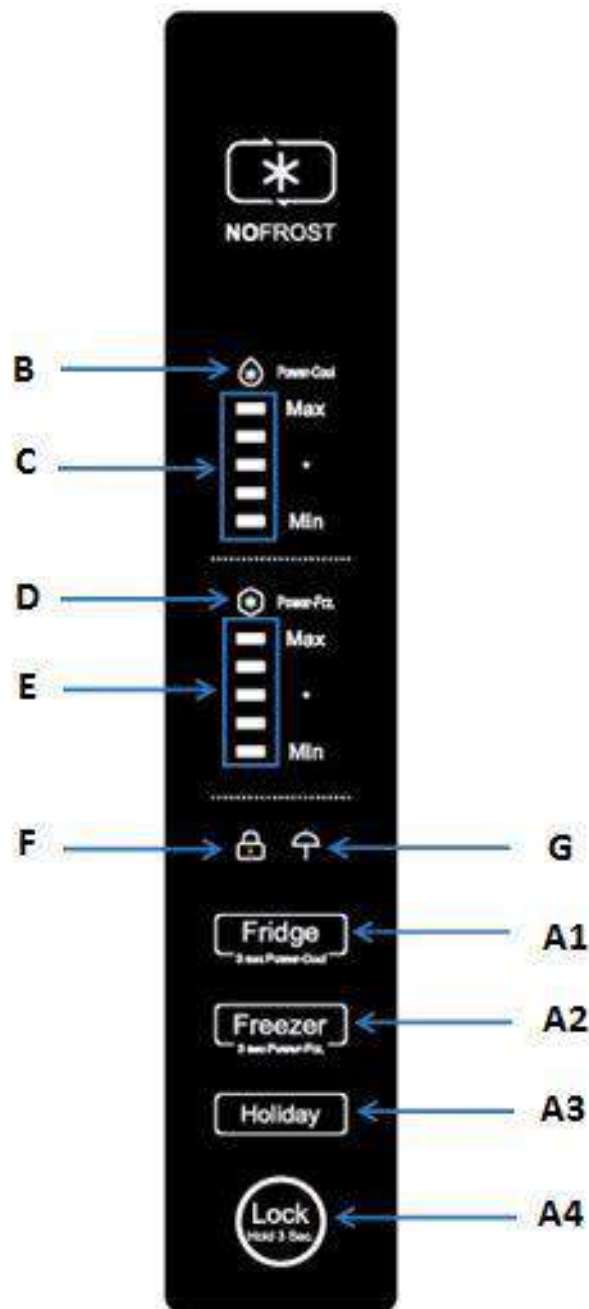 NOFROST
B
Power-Cool
Max
C
Min
D
Power-Frz.
Max
E
Min
F
G
Fridge
3 sec Power-Cool
A1
Freezer
3 sec Power-Frz.
A2
Holiday
A3
Lock
Hold 3 Sec.
A4